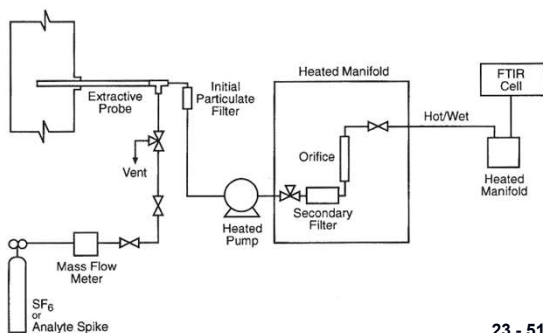 Extractive
Probe
Initial
Particulate
Filter
Heated Manifold
FTIR
Cell
Hot/Wet
Orifice
Heated
Manifold
Vent
Secondary
Filter
Heated
Pump
Mass Flow
Meter
SF6
or
Analyte Spike
23 - 51